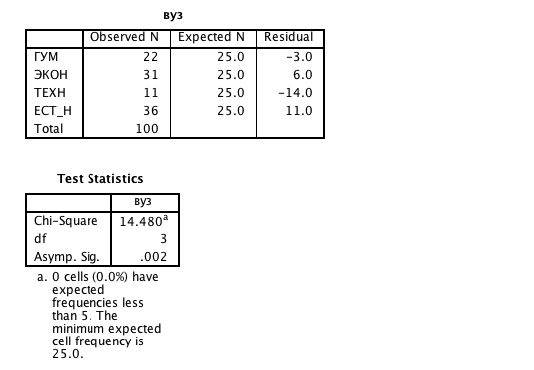 вуз
Observed N Expected N Residual
ГУМ 22 25.0 -3.0
ЭКОН 31 25.0 6.0
ТЕХН 11 25.0 -14.0
ЕСТ_Н 36 25.0 11.0
Total 100
Test Statistics
вуз
Chi-Square 14.480a
df 3
Asymp. Sig. .002
a. 0 cells (0.0%) have
expected
frequencies less
than 5. The
minimum expected
cell frequency is
25.0.